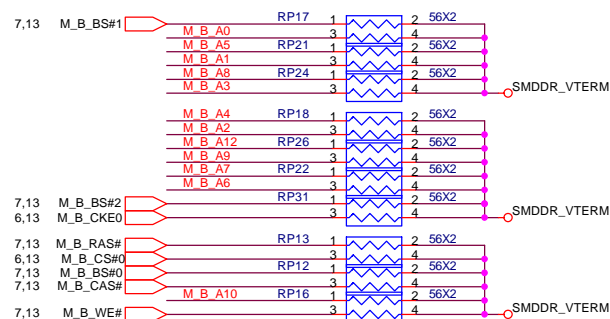 7,13 M_B_BS#1 RP17 1 2 56X2
M_B_A0 3 4
M_B_A5 RP21 1 2 56X2
M_B_A1 3 4
M_B_A8 RP24 1 2 56X2
M_B_A3 3 4 SMDDR_VTERM
M_B_A4 RP18 1 2 56X2
M_B_A2 3 4
M_B_A12 RP26 1 2 56X2
M_B_A9 3 4
M_B_A7 RP22 1 2 56X2
M_B_A6 3 4
7,13 M_B_BS#2 RP31 1 2 56X2
6,13 M_B_CKE0 3 4 SMDDR_VTERM
7,13 M_B_RAS# RP13 1 2 56X2
6,13 M_B_CS#0 3 4
7,13 M_B_BS#0 RP12 1 2 56X2
7,13 M_B_CAS# 3 4
M_B_A10 RP16 1 2 56X2
7,13 M_B_WE# 3 4 SMDDR_VTERM